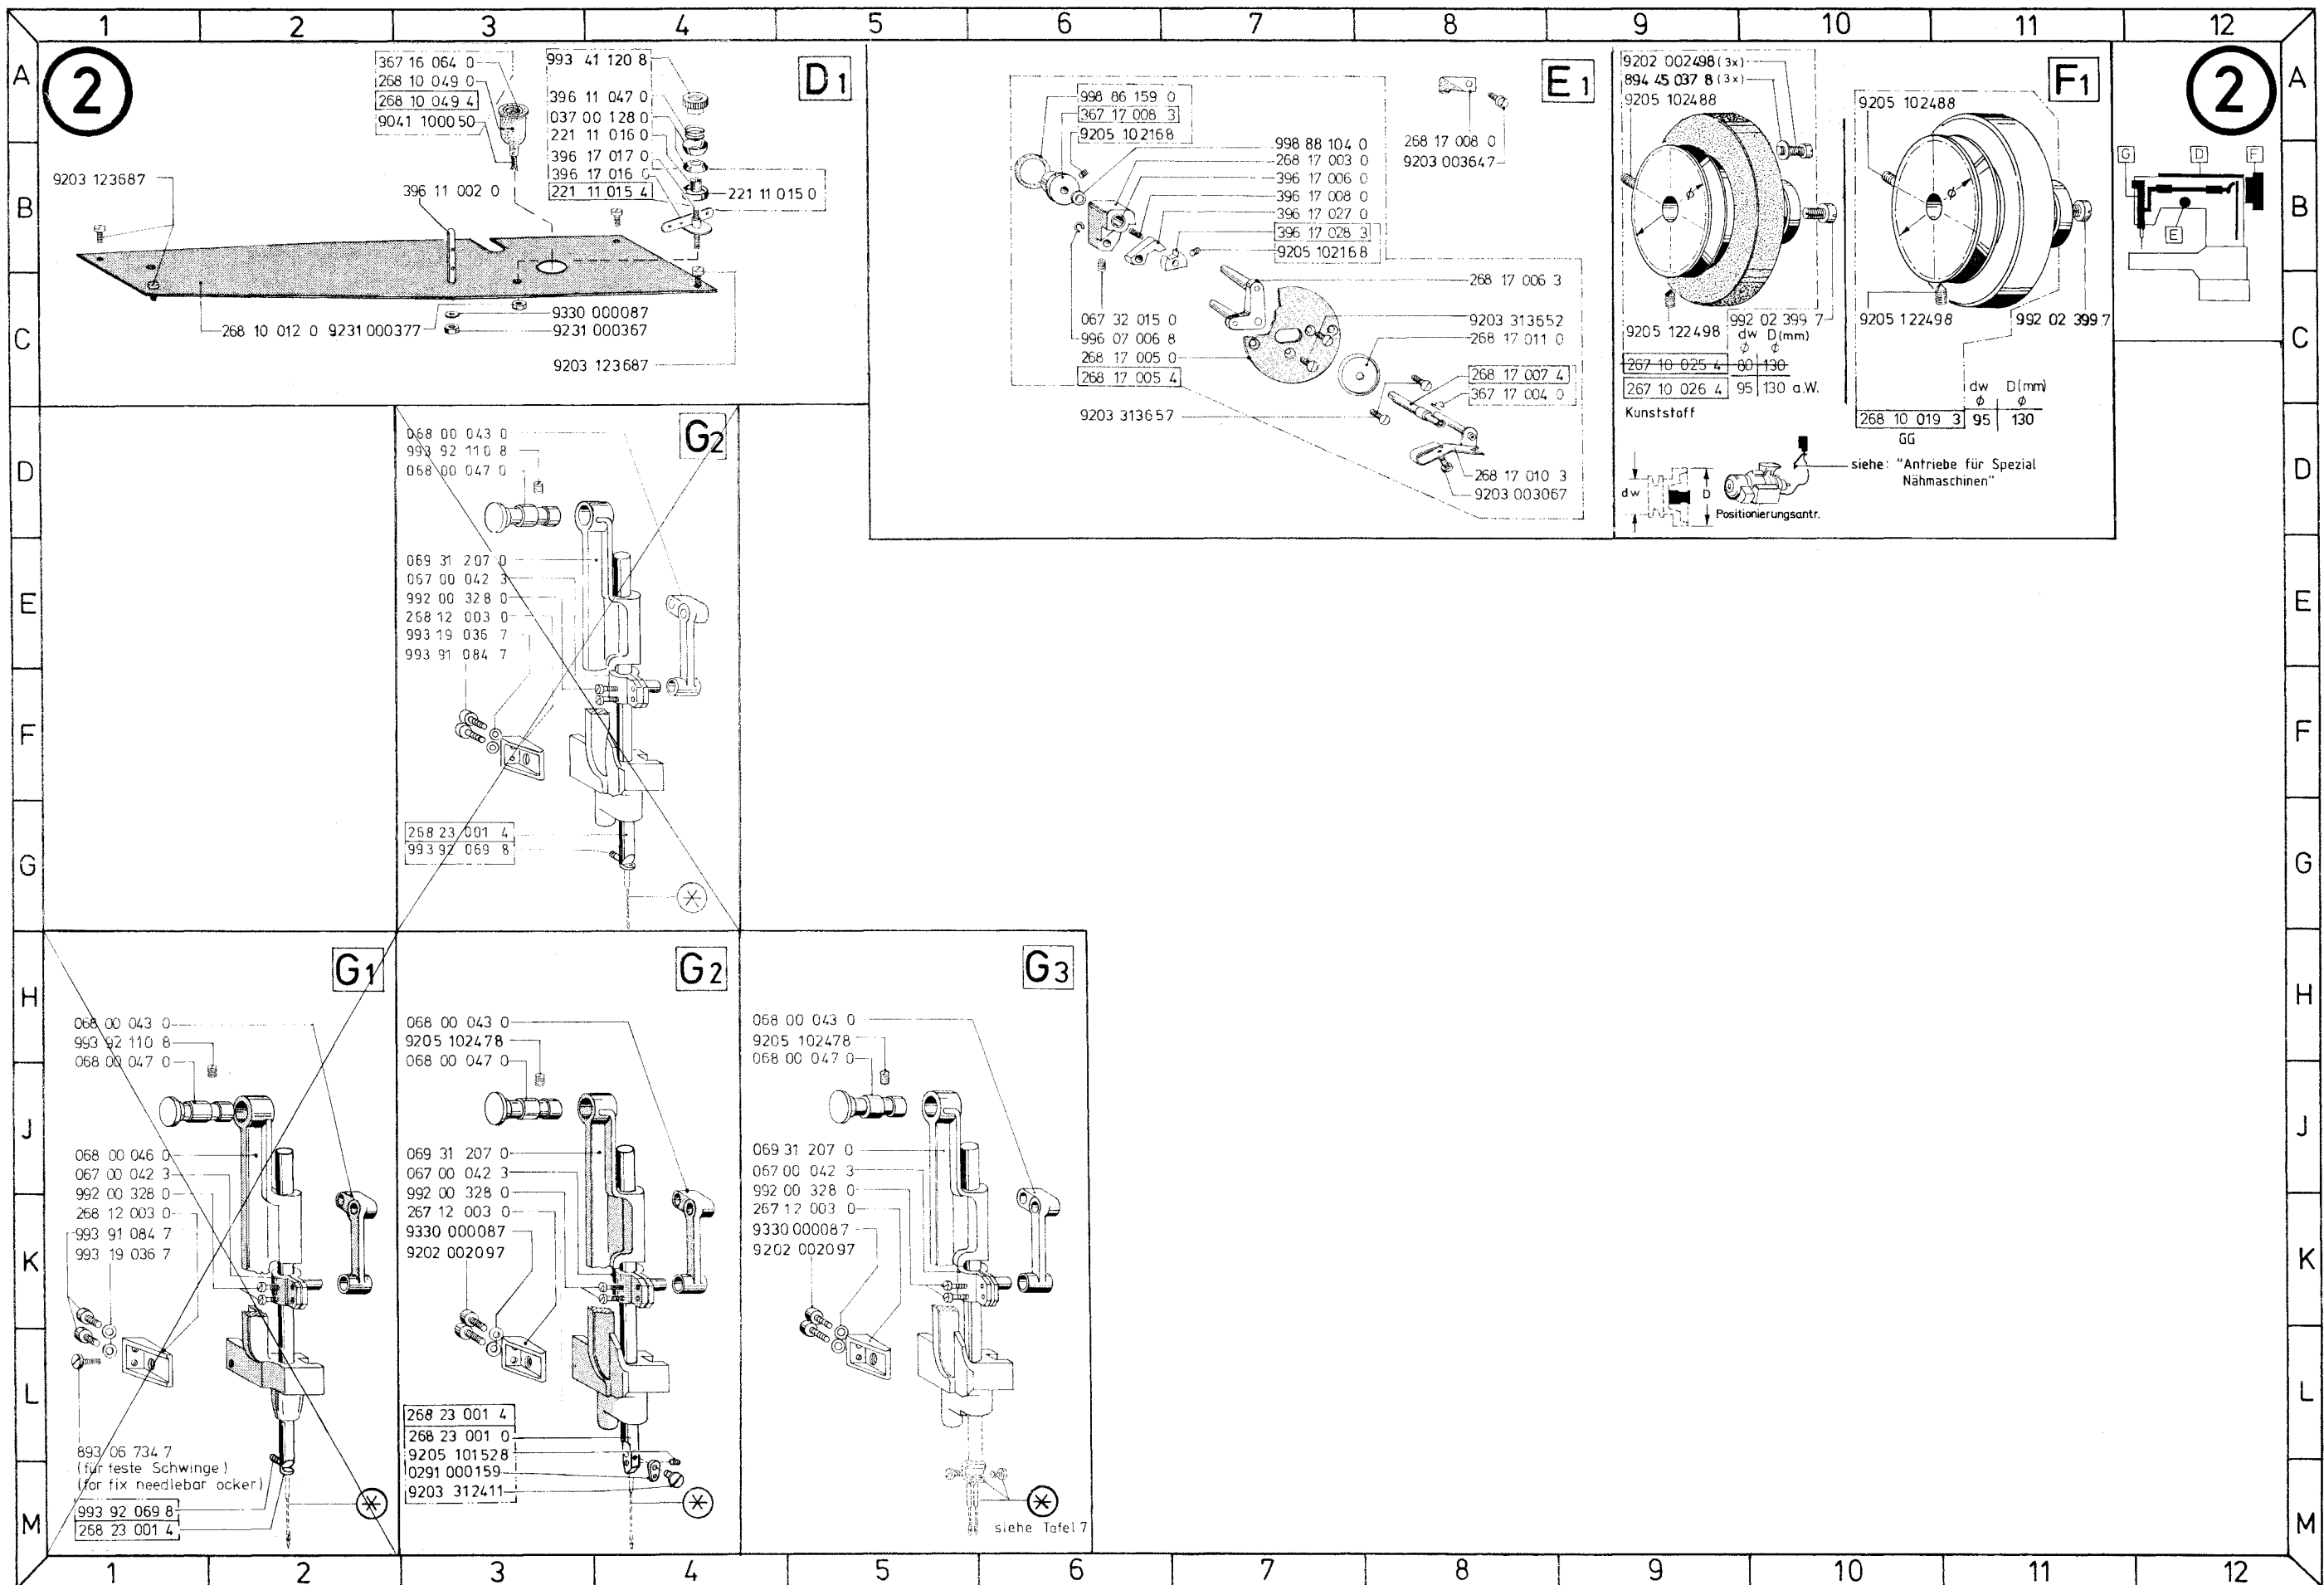 1 2 3 4 5 6 7 8 9 10 11 12
A
B
C
D
E
F
G
H
J
K
L
M
2
D1
367 16 064 0
268 10 049 0
268 10 049 4
9041 100050
993 41 120 8
396 11 047 0
037 00 128 0
221 11 016 0
396 17 017 0
396 17 016 0
221 11 015 4
221 11 015 0
9203 123687
396 11 002 0
268 10 012 0
9231 000377
9330 000087
9231 000367
9203 123687
E1
998 86 159 0
367 17 008 3
9205 102168
268 17 008 0
9203 003647
998 88 104 0
268 17 003 0
396 17 006 0
396 17 008 0
396 17 027 0
396 17 028 3
9205 102168
268 17 006 3
067 32 015 0
996 07 006 8
268 17 005 0
268 17 005 4
9203 313652
268 17 011 0
268 17 007 4
367 17 004 0
9203 313657
268 17 010 3
9203 003067
F1
9202 002498 (3x)
894 45 037 8 (3x)
9205 102488
9205 122498
992 02 399 7
dw D(mm)
ϕ ϕ
267 10 025 4 80 130
267 10 026 4 95 130 a.W.
Kunststoff
9205 102488
9205 122498
992 02 399 7
dw D(mm)
ϕ ϕ
268 10 019 3 95 130
GG
siehe: "Antriebe für Spezial
Nähmaschinen"
dw
D
Positionierungsantr.
2
G
D
F
E
G2
068 00 043 0
993 92 110 8
068 00 047 0
069 31 207 0
067 00 042 3
992 00 328 0
268 12 003 0
993 19 036 7
993 91 084 7
268 23 001 4
993 92 069 8
G1
068 00 043 0
993 92 110 8
068 00 047 0
068 00 046 0
067 00 042 3
992 00 328 0
268 12 003 0
993 91 084 7
993 19 036 7
893 06 734 7
(für feste Schwinge)
(for fix needlebar ocker)
993 92 069 8
268 23 001 4
G2
068 00 043 0
9205 102478
068 00 047 0
069 31 207 0
067 00 042 3
992 00 328 0
267 12 003 0
9330 000087
9202 002097
268 23 001 4
268 23 001 0
9205 101528
0291 000159
9203 312411
G3
068 00 043 0
9205 102478
068 00 047 0
069 31 207 0
067 00 042 3
992 00 328 0
267 12 003 0
9330 000087
9202 002097
siehe Tafel 7
A
B
C
D
E
F
G
H
J
K
L
M
1 2 3 4 5 6 7 8 9 10 11 12